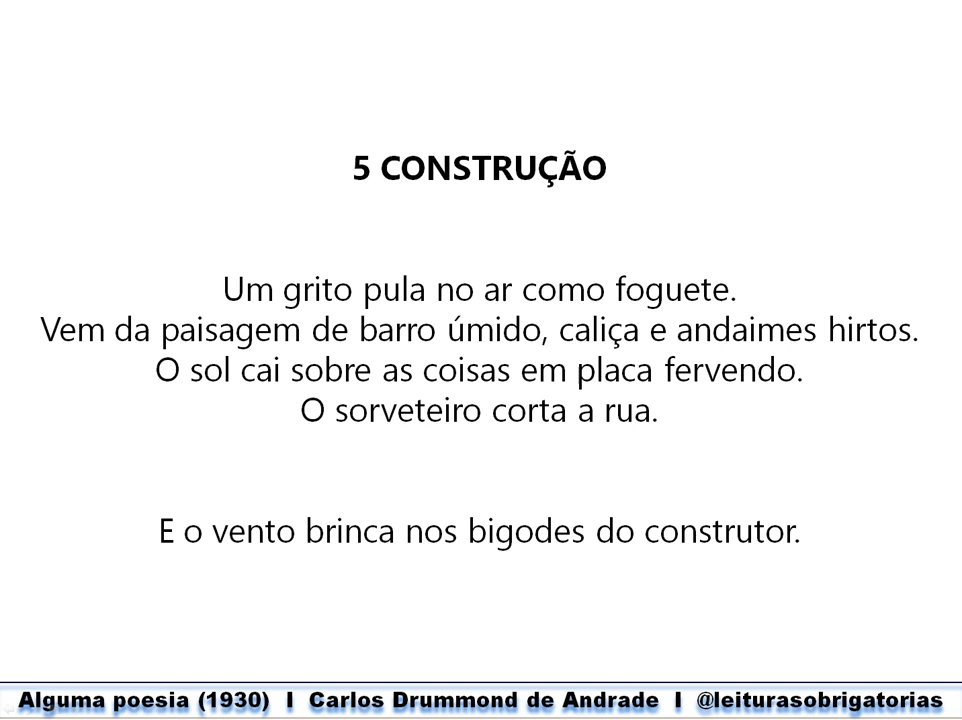 5 CONSTRUÇÃO
Um grito pula no ar como foguete.
Vem da paisagem de barro úmido, caliça e andaimes hirtos.
O sol cai sobre as coisas em placa fervendo.
O sorveteiro corta a rua.
E o vento brinca nos bigodes do construtor.
Alguma poesia (1930) I Carlos Drummond de Andrade I @leiturasobrigatorias